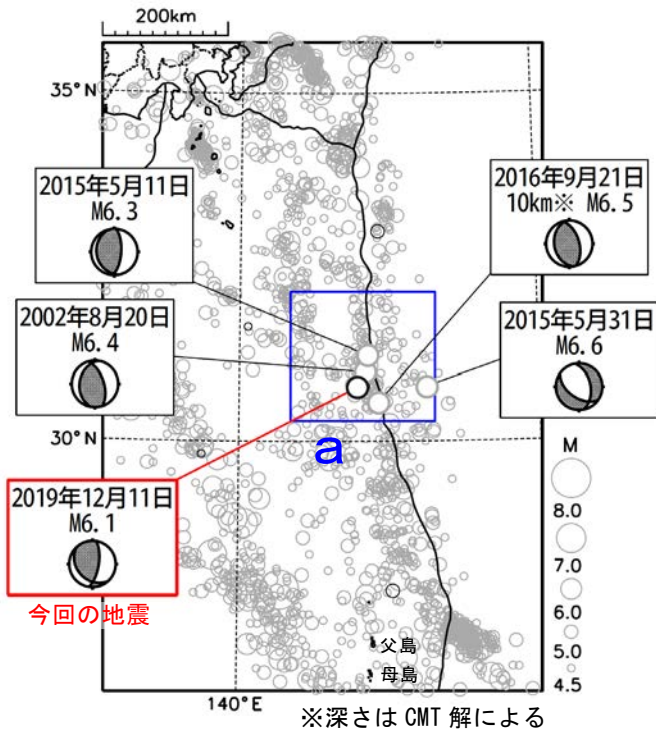 200km
35°N
2015年5月11日
M6.3
2016年9月21日
10km※ M6.5
2002年8月20日
M6.4
2015年5月31日
M6.6
30°N
a
M
8.0
7.0
6.0
5.0
4.5
2019年12月11日
M6.1
今回の地震
父島
母島
140°E
※深さは CMT 解による